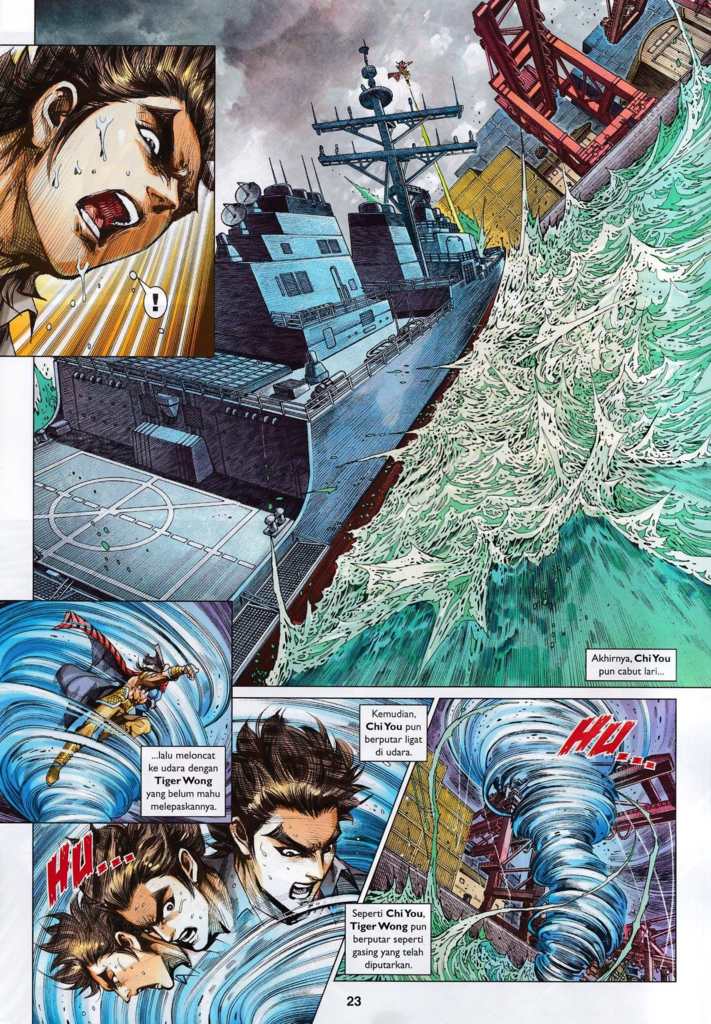 !
Akhirnya, Chi You
pun cabut lari...
...lalu meloncat
ke udara dengan
Tiger Wong
yang belum mahu
melepaskannya.
Kemudian,
Chi You pun
berputar ligat
di udara.
HU...
HU...
Seperti Chi You,
Tiger Wong pun
berputar seperti
gasing yang telah
diputarkan.
23